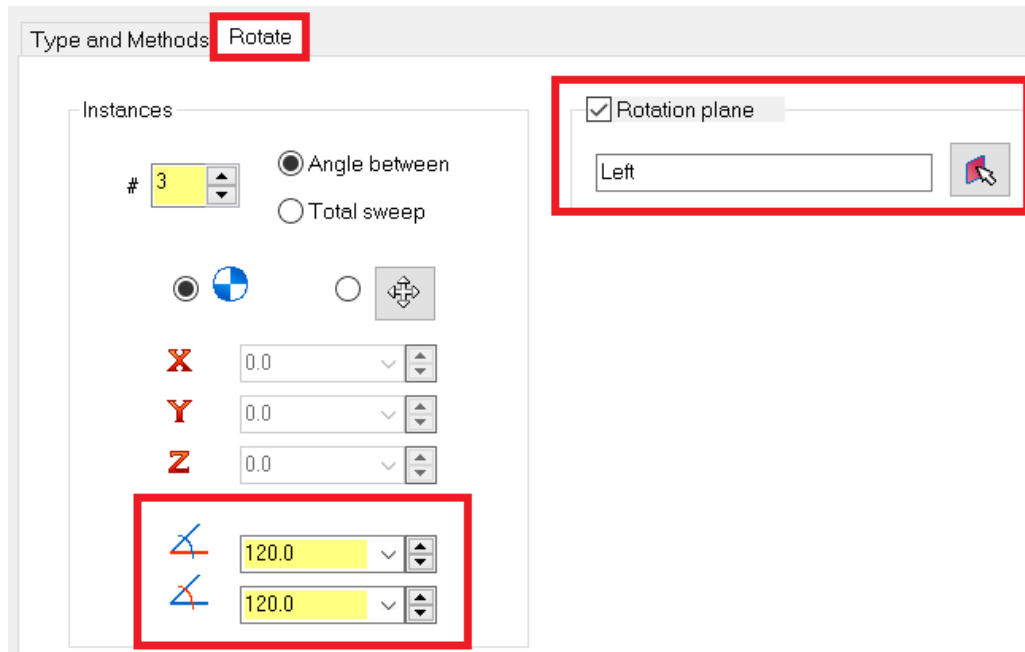 Type and Methods
Rotate
Instances
# 3
Angle between
Total sweep
X 0.0
Y 0.0
Z 0.0
120.0
120.0
Rotation plane
Left